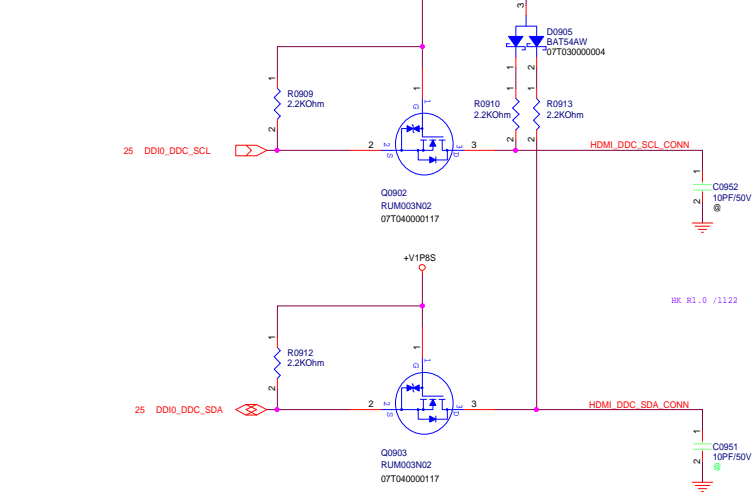 3
D0905
BAT54AW
07T030000004
1
2
1
R0909
2.2KOhm
2
1
1
G
R0910
2.2KOhm
1
2
1
2
R0913
2.2KOhm
25 DDI0_DDC_SCL
2
2
S
3
D
3
HDMI_DDC_SCL_CONN
Q0902
RUM003N02
07T040000117
1
2
C0952
10PF/50V
@
+V1P8S
HK R1.0 /1122
1
R0912
2.2KOhm
2
1
1
G
25 DDI0_DDC_SDA
2
2
S
3
D
3
HDMI_DDC_SDA_CONN
Q0903
RUM003N02
07T040000117
1
2
C0951
10PF/50V
@